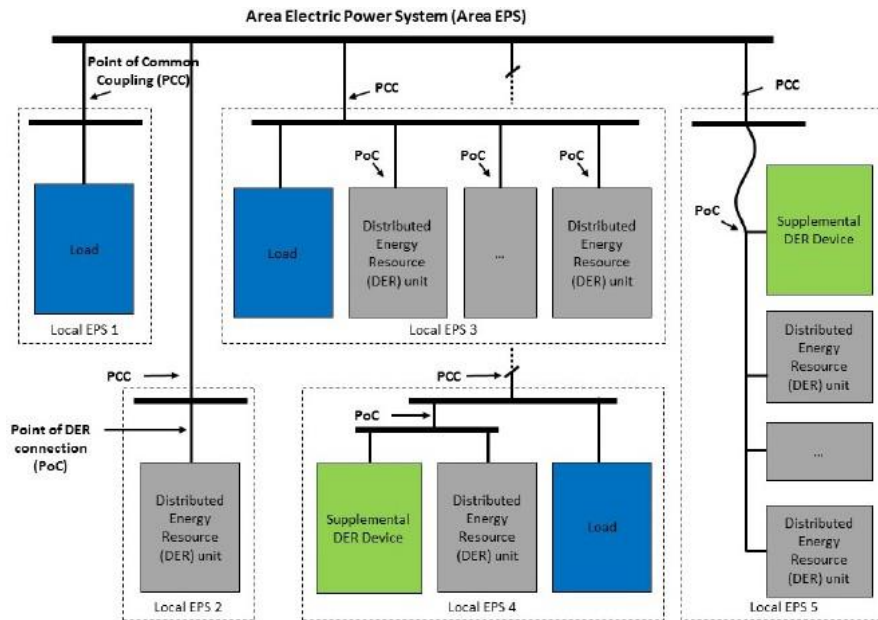 Area Electric Power System (Area EPS)
Point of Common
Coupling (PCC)
PCC
PCC
PoC
PoC
PoC
PoC
Load
Load
Distributed
Energy
Resource
(DER) unit
...
Distributed
Energy
Resource
(DER) unit
Supplemental
DER Device
Local EPS 1
Local EPS 3
Distributed
Energy
Resource
(DER) unit
PCC
PCC
PoC
Point of DER
connection
(PoC)
...
Distributed
Energy
Resource
(DER) unit
Supplemental
DER Device
Distributed
Energy
Resource
(DER) unit
Load
Distributed
Energy
Resource
(DER) unit
Local EPS 2
Local EPS 4
Local EPS 5